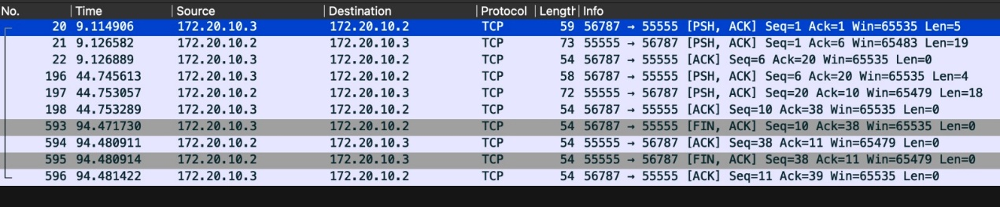 No. Time Source Destination Protocol Length Info
20 9.114906 172.20.10.3 172.20.10.2 TCP 59 56787 → 55555 [PSH, ACK] Seq=1 Ack=1 Win=65535 Len=5
21 9.126582 172.20.10.2 172.20.10.3 TCP 73 55555 → 56787 [PSH, ACK] Seq=1 Ack=6 Win=65483 Len=19
22 9.126889 172.20.10.3 172.20.10.2 TCP 54 56787 → 55555 [ACK] Seq=6 Ack=20 Win=65535 Len=0
196 44.745613 172.20.10.3 172.20.10.2 TCP 58 56787 → 55555 [PSH, ACK] Seq=6 Ack=20 Win=65535 Len=4
197 44.753057 172.20.10.2 172.20.10.3 TCP 72 55555 → 56787 [PSH, ACK] Seq=20 Ack=10 Win=65479 Len=18
198 44.753289 172.20.10.3 172.20.10.2 TCP 54 56787 → 55555 [ACK] Seq=10 Ack=38 Win=65535 Len=0
593 94.471730 172.20.10.3 172.20.10.2 TCP 54 56787 → 55555 [FIN, ACK] Seq=10 Ack=38 Win=65535 Len=0
594 94.480911 172.20.10.2 172.20.10.3 TCP 54 55555 → 56787 [ACK] Seq=38 Ack=11 Win=65479 Len=0
595 94.480914 172.20.10.2 172.20.10.3 TCP 54 55555 → 56787 [FIN, ACK] Seq=38 Ack=11 Win=65479 Len=0
596 94.481422 172.20.10.3 172.20.10.2 TCP 54 56787 → 55555 [ACK] Seq=11 Ack=39 Win=65535 Len=0